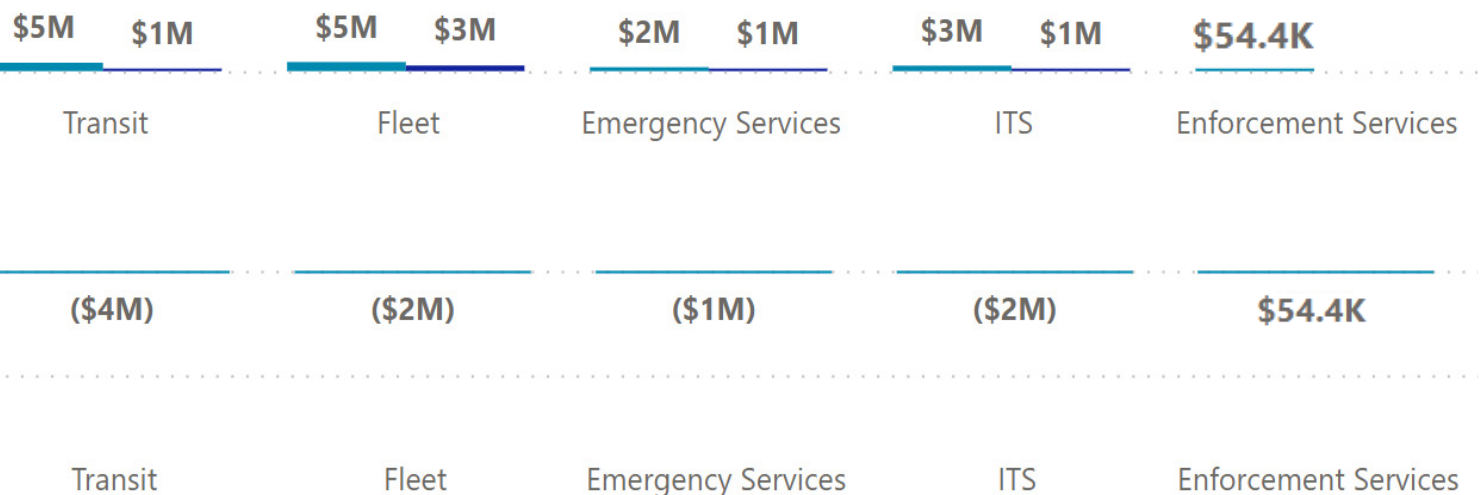 $5M $1M $5M $3M $2M $1M $3M $1M $54.4K
Transit Fleet Emergency Services ITS Enforcement Services
($4M) ($2M) ($1M) ($2M) $54.4K
Transit Fleet Emergency Services ITS Enforcement Services